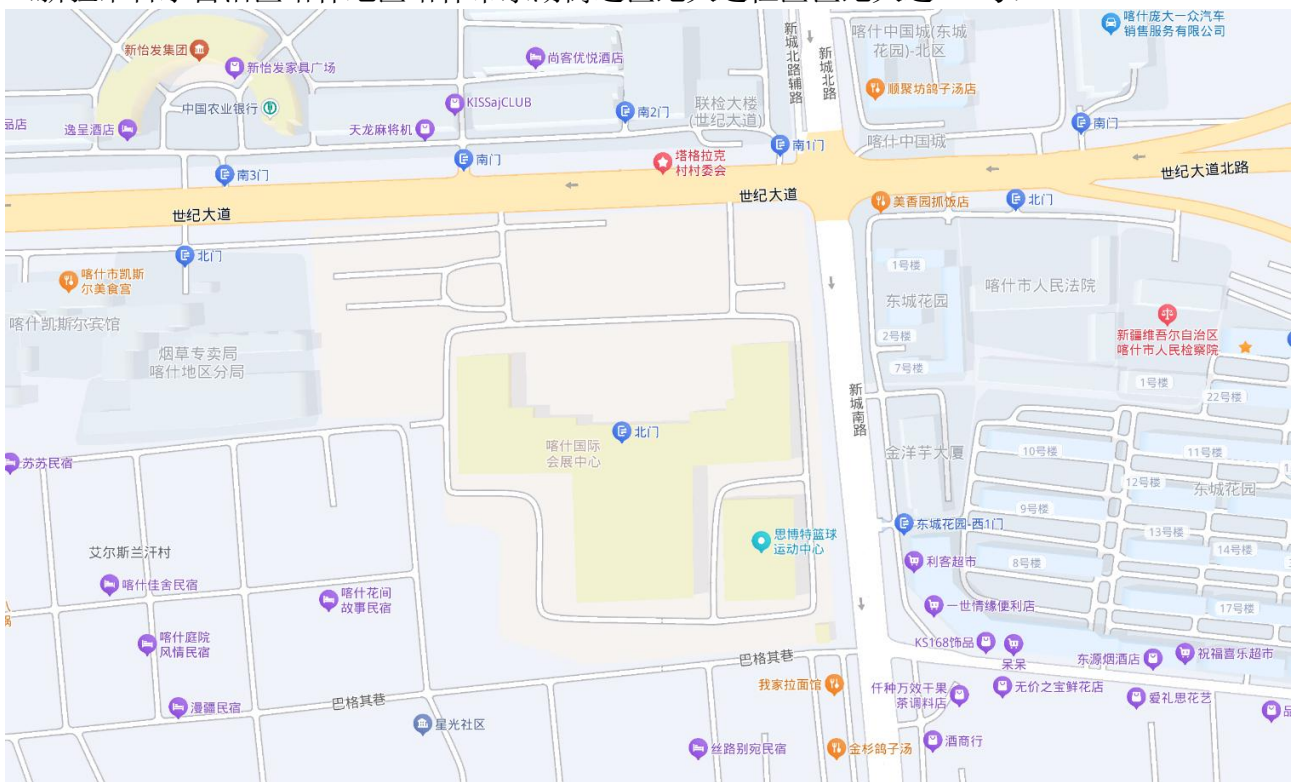 新怡发集团
新怡发家具广场
中国农业银行
品店
逸呈酒店
天龙麻将机
KISSajCLUB
尚客优悦酒店
南2门
联检大楼
(世纪大道)
新城北路辅路
新城北路
喀什中国城(东城
花园)-北区
顺聚坊鸽子汤店
喀什庞大一众汽车
销售服务有限公司
南门
喀什中国城
南1门
塔格拉克
村村委会
南门
南3门
世纪大道
世纪大道
世纪大道北路
美香园抓饭店
北门
北门
喀什市凯斯
尔美食宫
喀什凯斯尔宾馆
烟草专卖局
喀什地区分局
1号楼
东城花园
喀什市人民法院
新疆维吾尔自治区
喀什市人民检察院
2号楼
7号楼
1号楼
22号楼
新城南路
北门
喀什国际
会展中心
金洋芋大厦
10号楼
11号楼
12号楼
东城花园
9号楼
13号楼
14号楼
8号楼
17号楼
苏苏民宿
东城花园-西1门
思博特篮球
运动中心
利客超市
一世情缘便利店
艾尔斯兰汗村
喀什佳舍民宿
喀什花间
故事民宿
喀什庭院
风情民宿
漫疆民宿
巴格其巷
巴格其巷
星光社区
KS168饰品
呆呆
东源烟酒店
祝福喜乐超市
我家拉面馆
仟种万效干果
茶调料店
无价之宝鲜花店
爱礼思花艺
品
丝路别宛民宿
金杉鸽子汤
酒商行